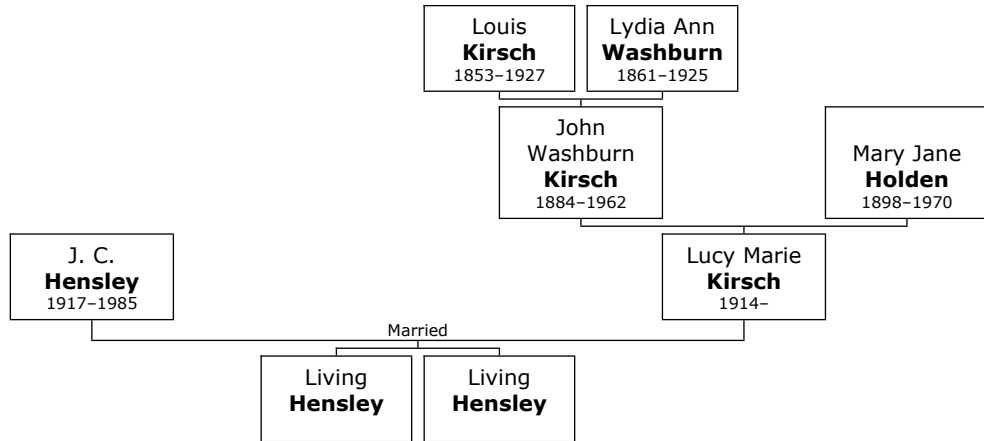 Louis
Kirsch
1853–1927
Lydia Ann
Washburn
1861–1925
John
Washburn
Kirsch
1884–1962
Mary Jane
Holden
1898–1970
J. C.
Hensley
1917–1985
Lucy Marie
Kirsch
1914–
Married
Living
Hensley
Living
Hensley